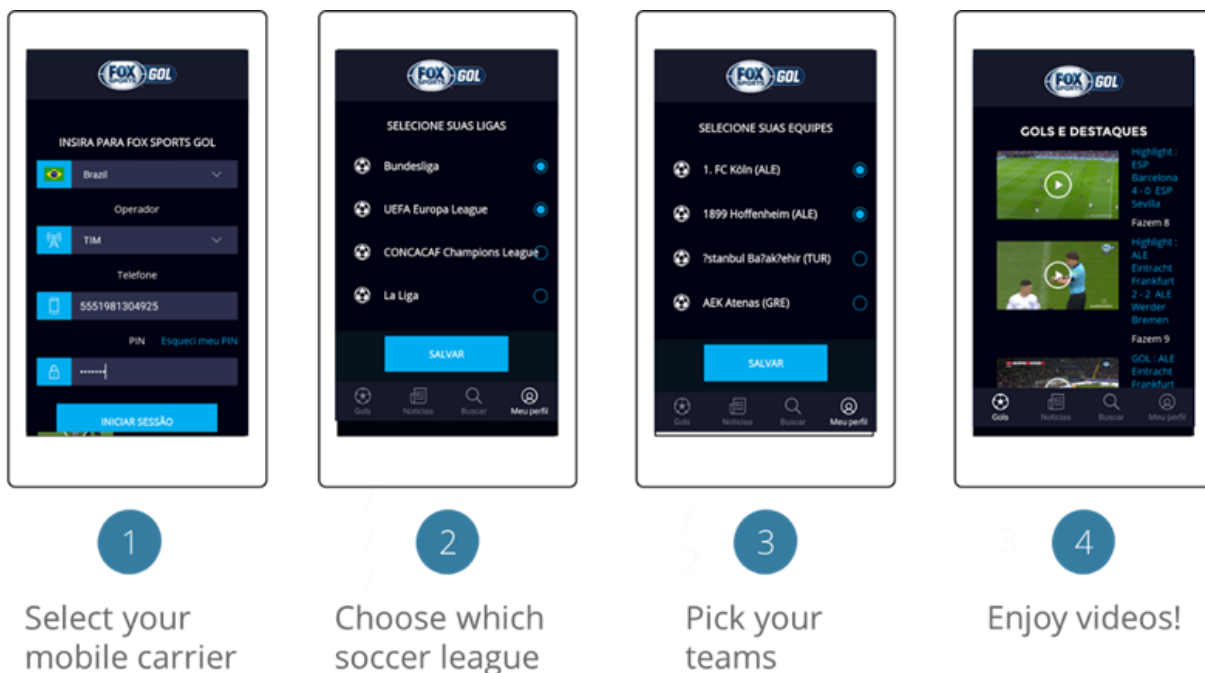 FOX SPORTS GOL
INSIRA PARA FOX SPORTS GOL
Brazil
Operador
TIM
Telefone
5551981304925
PIN Esqueci meu PIN
INICIAR SESSÃO
1
Select your
mobile carrier
FOX SPORTS GOL
SELECIONE SUAS LIGAS
Bundesliga
UEFA Europa League
CONCACAF Champions League
La Liga
SALVAR
Gols Noticias Buscar Meu perfil
2
Choose which
soccer league
FOX SPORTS GOL
SELECIONE SUAS EQUIPES
1. FC Köln (ALE)
1899 Hoffenheim (ALE)
?stanbul Ba?ak?ehir (TUR)
AEK Atenas (GRE)
SALVAR
Gols Noticias Buscar Meu perfil
3
Pick your
teams
FOX SPORTS GOL
GOLS E DESTAQUES
Highlight :
ESP
Barcelona
4 - 0 ESP
Sevilla
Fazem 8
Highlight :
ALE
Eintracht
Frankfurt
2 - 2 ALE
Werder
Bremen
Fazem 9
GOL : ALE
Eintracht
Frankfurt
Gols Noticias Buscar Meu perfil
4
Enjoy videos!